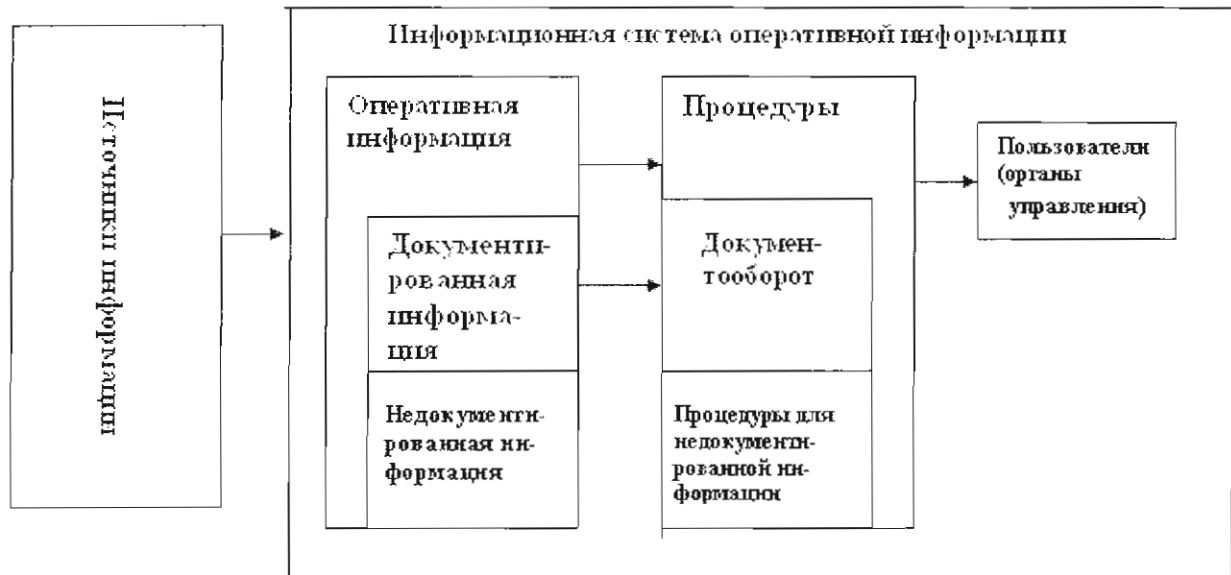 Информационная система оперативной информации
Источники информации
Оперативная
информация
Документи-
рованная
информа-
ция
Недокументи-
рованная ин-
формация
Процедуры
Докумен-
тооборот
Процедуры для
недокументи-
рованной ин-
формации
Пользователи
(органы
управления)